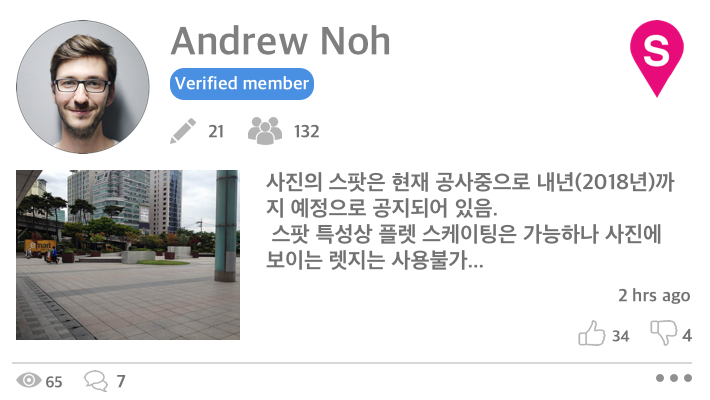 Andrew Noh
S
Verified member
21 132
사진의 스팟은 현재 공사중으로 내년(2018년)까
지 예정으로 공지되어 있음.
스팟 특성상 플렛 스케이팅은 가능하나 사진에
보이는 렛지는 사용불가...
2 hrs ago
34 4
65 7